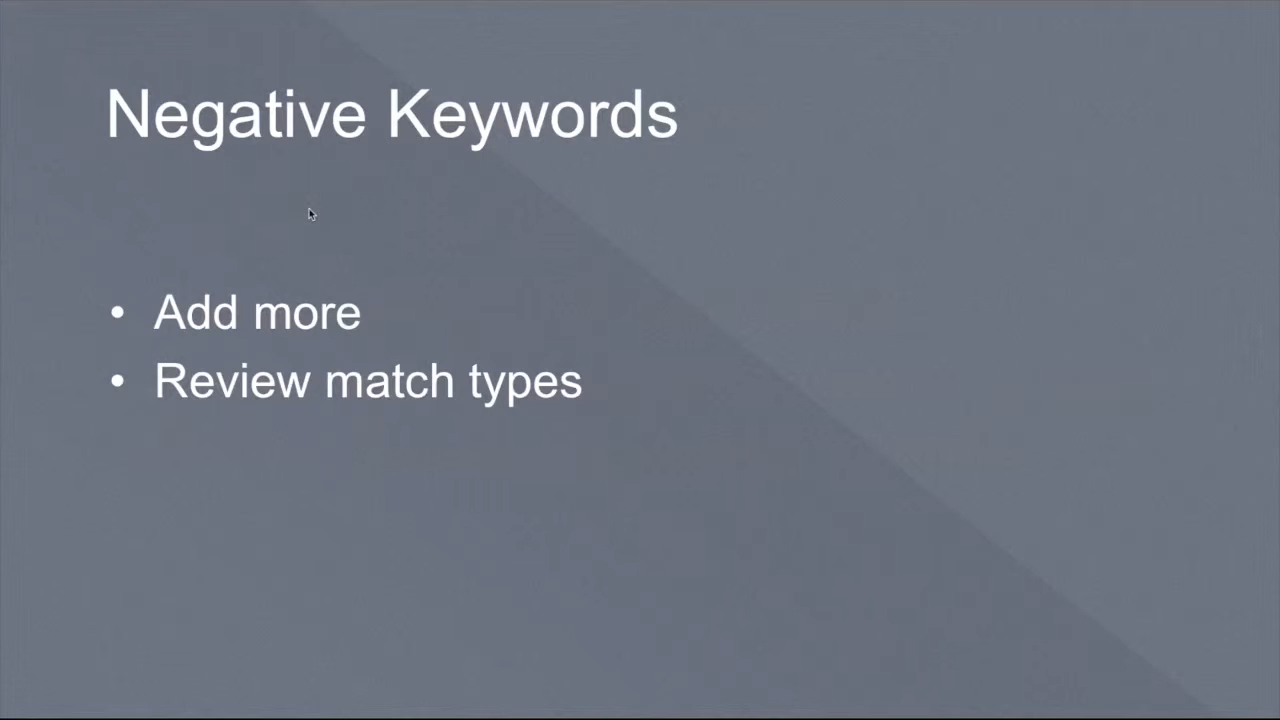 Negative Keywords
• Add more
• Review match types